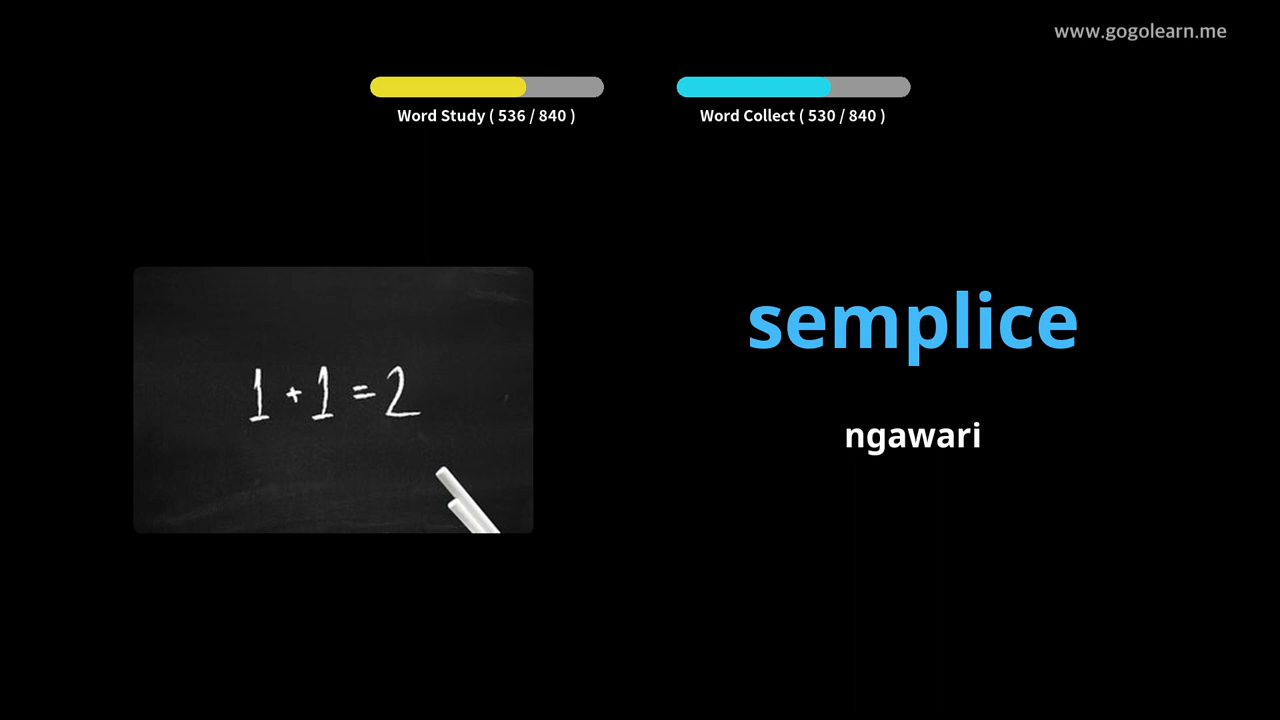 www.gogolearn.me
Word Study ( 536 / 840 )
Word Collect ( 530 / 840 )
1 + 1 = 2
semplice
ngawari